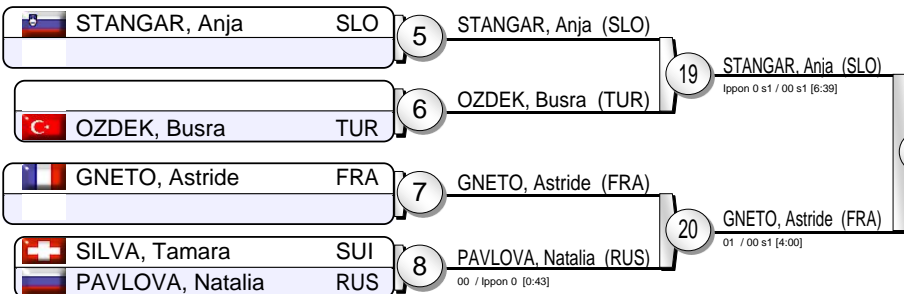 STANGAR, Anja SLO
5
STANGAR, Anja (SLO)
19
STANGAR, Anja (SLO)
Ippon 0 s1 / 00 s1 [6:39]
6
OZDEK, Busra (TUR)
OZDEK, Busra TUR
GNETO, Astride FRA
7
GNETO, Astride (FRA)
20
GNETO, Astride (FRA)
01 / 00 s1 [4:00]
SILVA, Tamara SUI
8
PAVLOVA, Natalia (RUS)
00 / Ippon 0 [0:43]
PAVLOVA, Natalia RUS